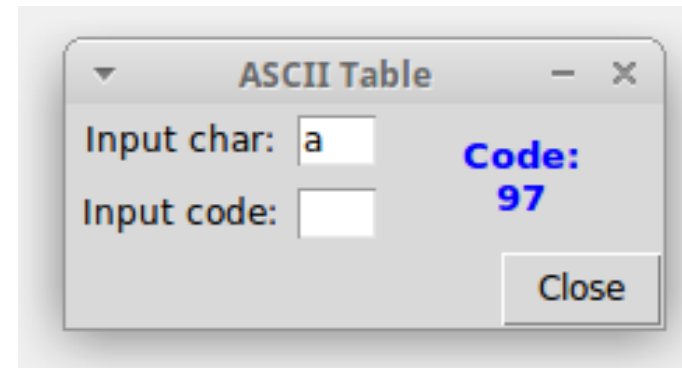 ASCII Table
Input char: a
Code:
97
Input code:
Close